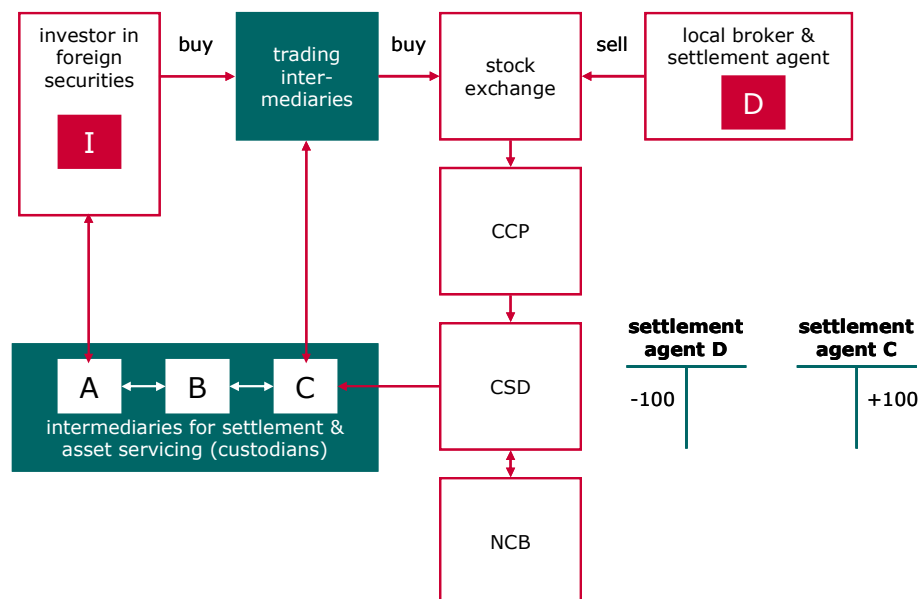 investor in
foreign
securities
I
buy
trading
inter-
mediaries
buy
stock
exchange
sell
local broker &
settlement agent
D
CCP
A
B
C
intermediaries for settlement &
asset servicing (custodians)
CSD
settlement
agent D
-100
settlement
agent C
+100
NCB